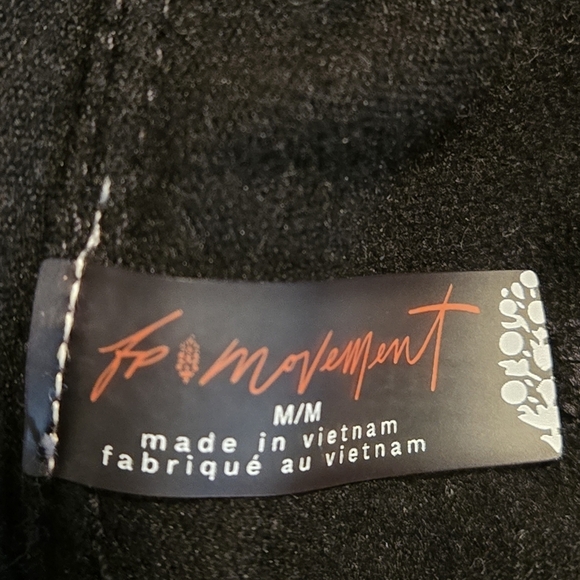 fp movement
M/M
made in vietnam
fabriqué au vietnam